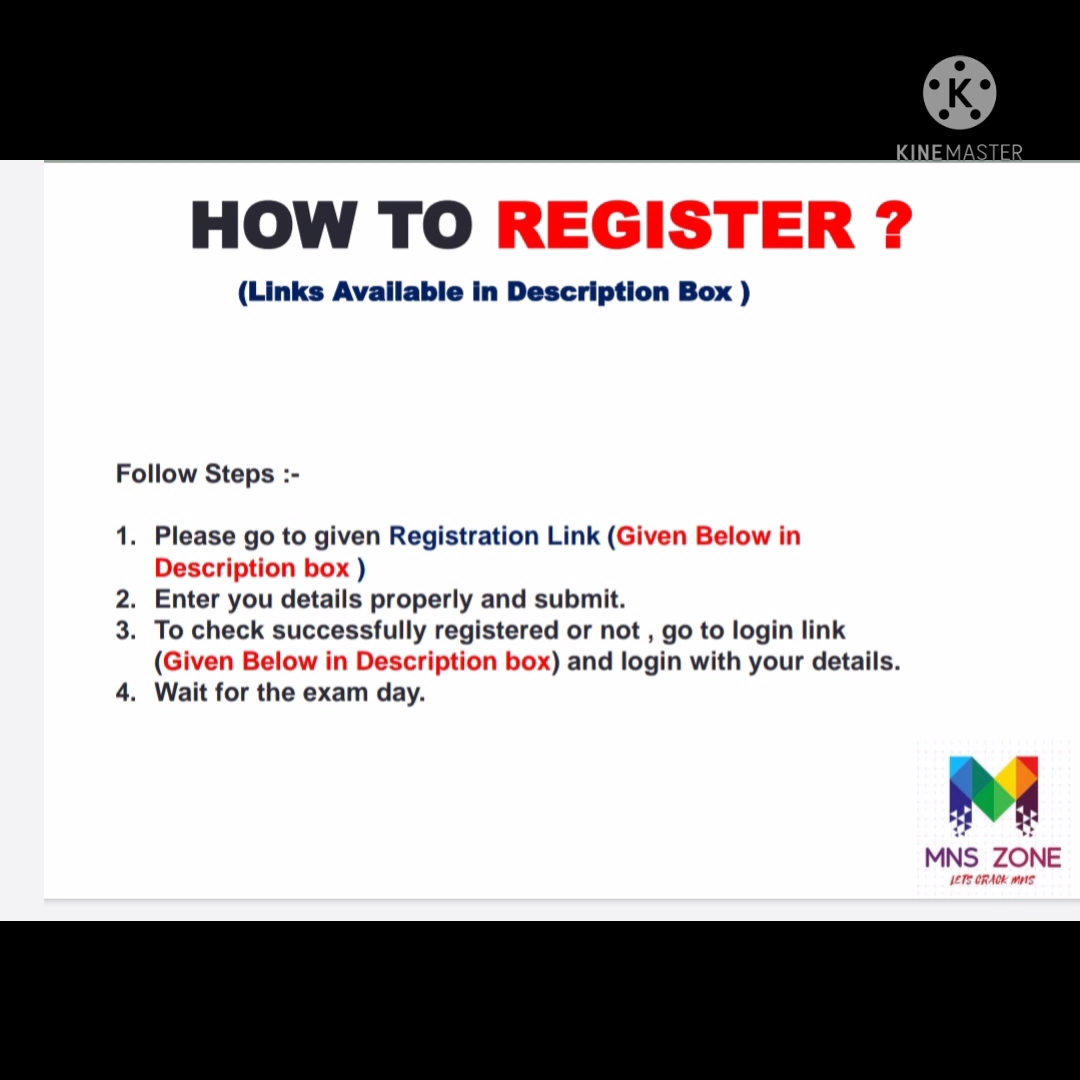 K
KINEMASTER
HOW TO REGISTER ?
(Links Available in Description Box )
Follow Steps :-
1. Please go to given Registration Link (Given Below in
Description box )
2. Enter you details properly and submit.
3. To check successfully registered or not , go to login link
(Given Below in Description box) and login with your details.
4. Wait for the exam day.
MNS ZONE
LETS CRACK MNS